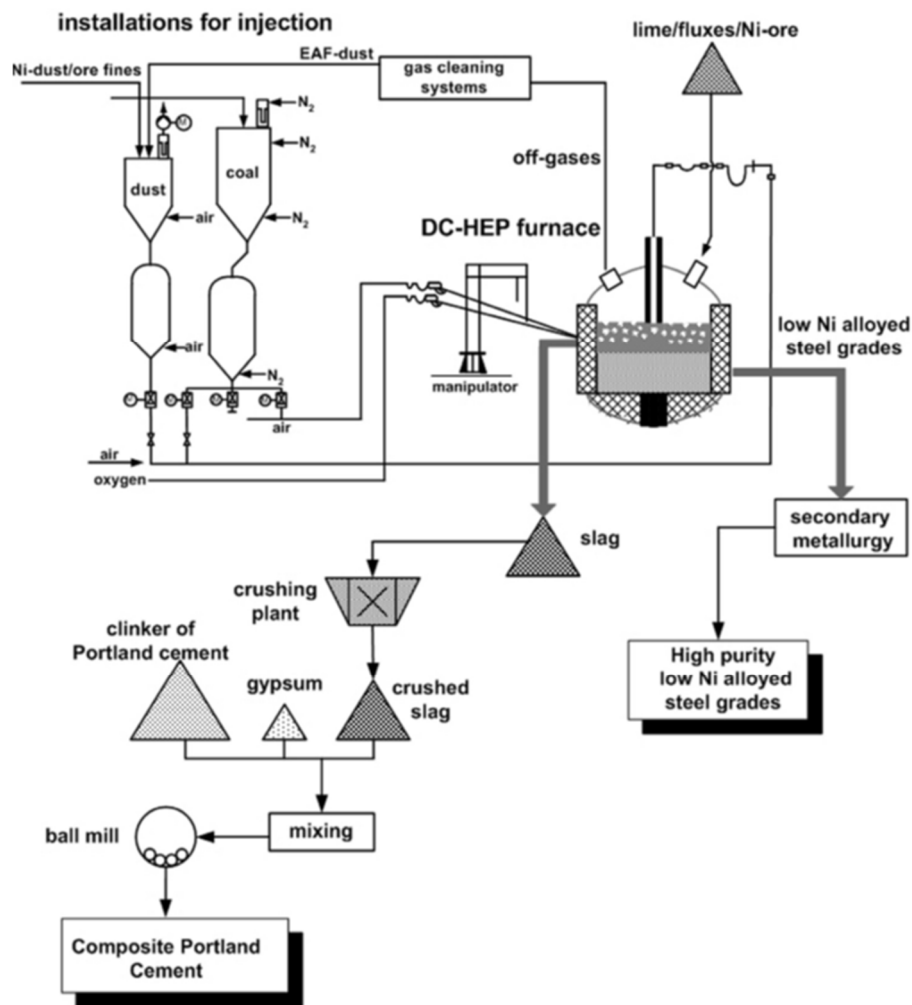 installations for injection
lime/fluxes/Ni-ore
EAF-dust
Ni-dust/ore fines
gas cleaning
systems
N2
M
N2
off-gases
coal
dust
air
N2
DC-HEP furnace
low Ni alloyed
steel grades
air
N2
manipulator
air
air
oxygen
secondary
metallurgy
slag
crushing
plant
clinker of
Portland cement
High purity
low Ni alloyed
steel grades
gypsum
crushed
slag
ball mill
mixing
Composite Portland
Cement